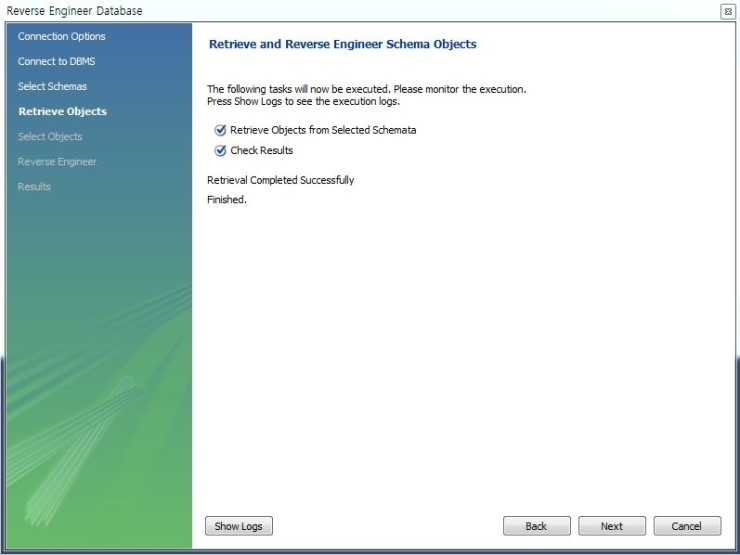 Reverse Engineer Database
Connection Options
Connect to DBMS
Select Schemas
Retrieve Objects
Select Objects
Reverse Engineer
Results
Retrieve and Reverse Engineer Schema Objects
The following tasks will now be executed. Please monitor the execution.
Press Show Logs to see the execution logs.
Retrieve Objects from Selected Schemata
Check Results
Retrieval Completed Successfully
Finished.
Show Logs
Back
Next
Cancel